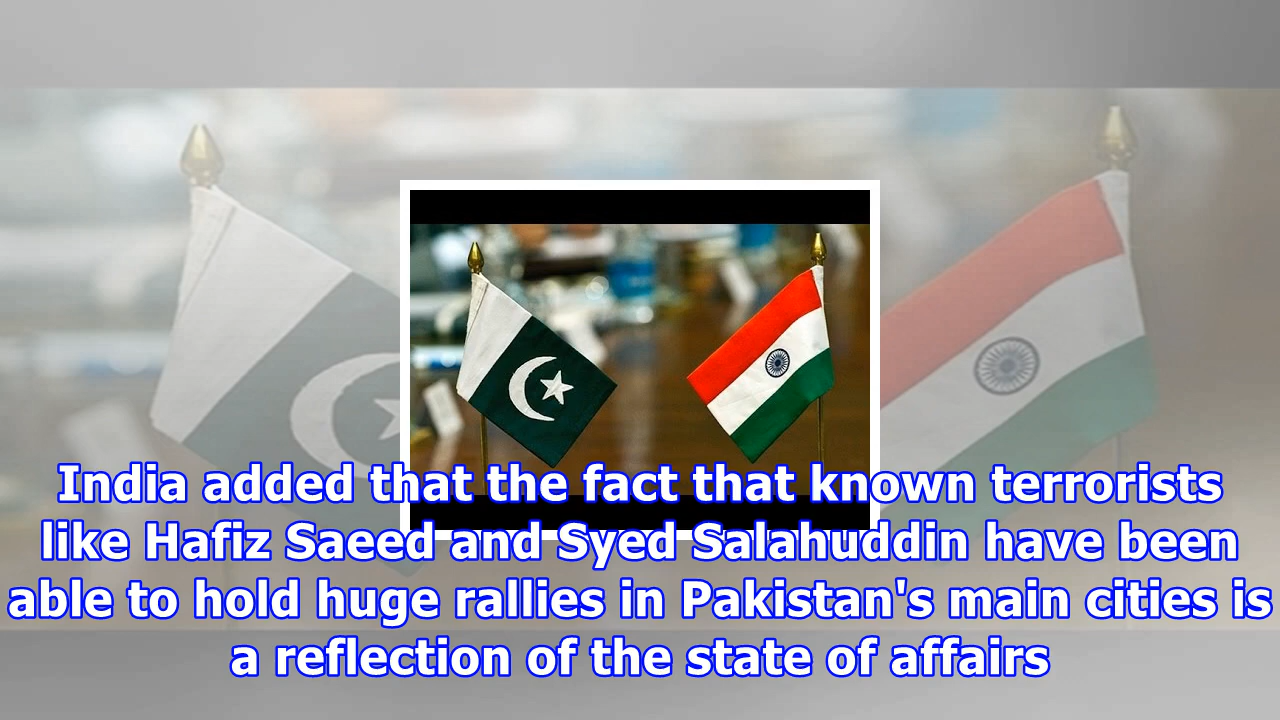 India added that the fact that known terrorists
like Hafiz Saeed and Syed Salahuddin have been
able to hold huge rallies in Pakistan's main cities is
a reflection of the state of affairs